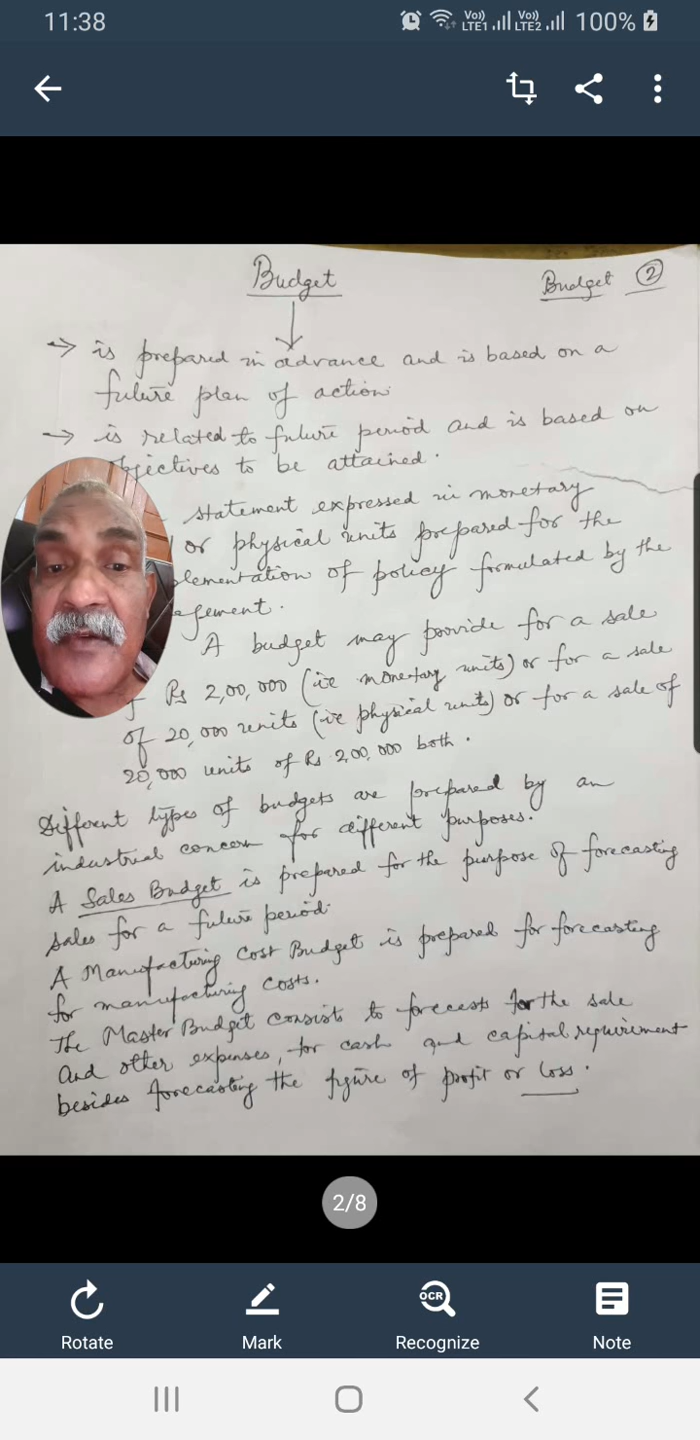 11:38
Vo)) LTE1 Vo)) LTE2 100%
Budget
Budget 2
→ is prepared in advance and is based on a
future plan of action
→ is related to future period and is based on
objectives to be attained.
statement expressed in monetary
or physical units prepared for the
plementation of policy formulated by the
agement.
A budget may provide for a sale
f Rs 2,00,000 (ie monetary units) or for a sale
of 20,000 units (ie physical units) or for a sale of
20,000 units of Rs 2,00,000 both.
Different types of budgets are prepared by an
industrial concern for different purposes.
A Sales Budget is prepared for the purpose of forecasting
sales for a future period.
A Manufacturing Cost Budget is prepared for forecasting
for manufacturing costs.
The Master Budget consists to forecests for the sale
and other expenses, for cash and capital requirement
besides forecasting the figure of profit or loss.
2/8
OCR
Rotate
Mark
Recognize
Note